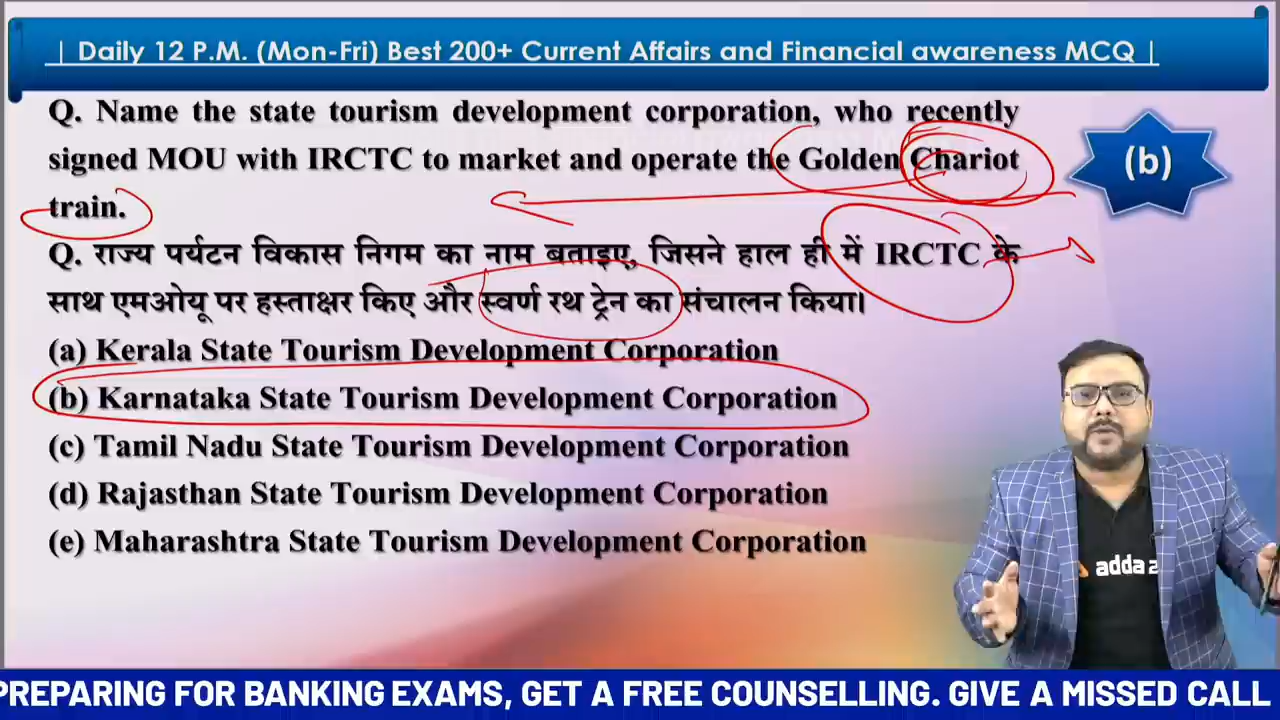 | Daily 12 P.M. (Mon-Fri) Best 200+ Current Affairs and Financial awareness MCQ |
Q. Name the state tourism development corporation, who recently
signed MOU with IRCTC to market and operate the Golden Chariot
train.
(b)
Q. राज्य पर्यटन विकास निगम का नाम बताइए, जिसने हाल ही में IRCTC के
साथ एमओयू पर हस्ताक्षर किए और स्वर्ण रथ ट्रेन का संचालन किया।
(a) Kerala State Tourism Development Corporation
(b) Karnataka State Tourism Development Corporation
(c) Tamil Nadu State Tourism Development Corporation
(d) Rajasthan State Tourism Development Corporation
(e) Maharashtra State Tourism Development Corporation
adda 2
PREPARING FOR BANKING EXAMS, GET A FREE COUNSELLING. GIVE A MISSED CALL